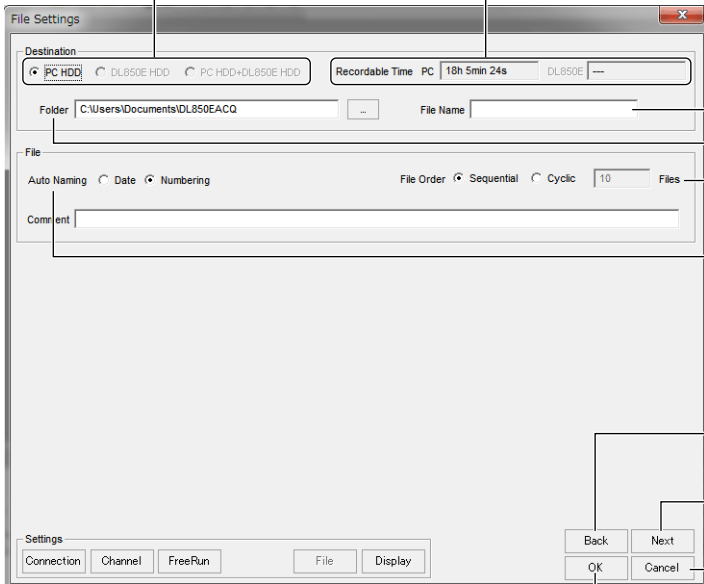 File Settings
Destination
PC HDD DL850E HDD PC HDD+DL850E HDD Recordable Time PC 18h 5min 24s DL850E ---
Folder C:\Users\Documents\DL850EACQ ... File Name
File
Auto Naming Date Numbering File Order Sequential Cyclic 10 Files
Comment
Settings
Connection Channel FreeRun File Display
Back Next
OK Cancel